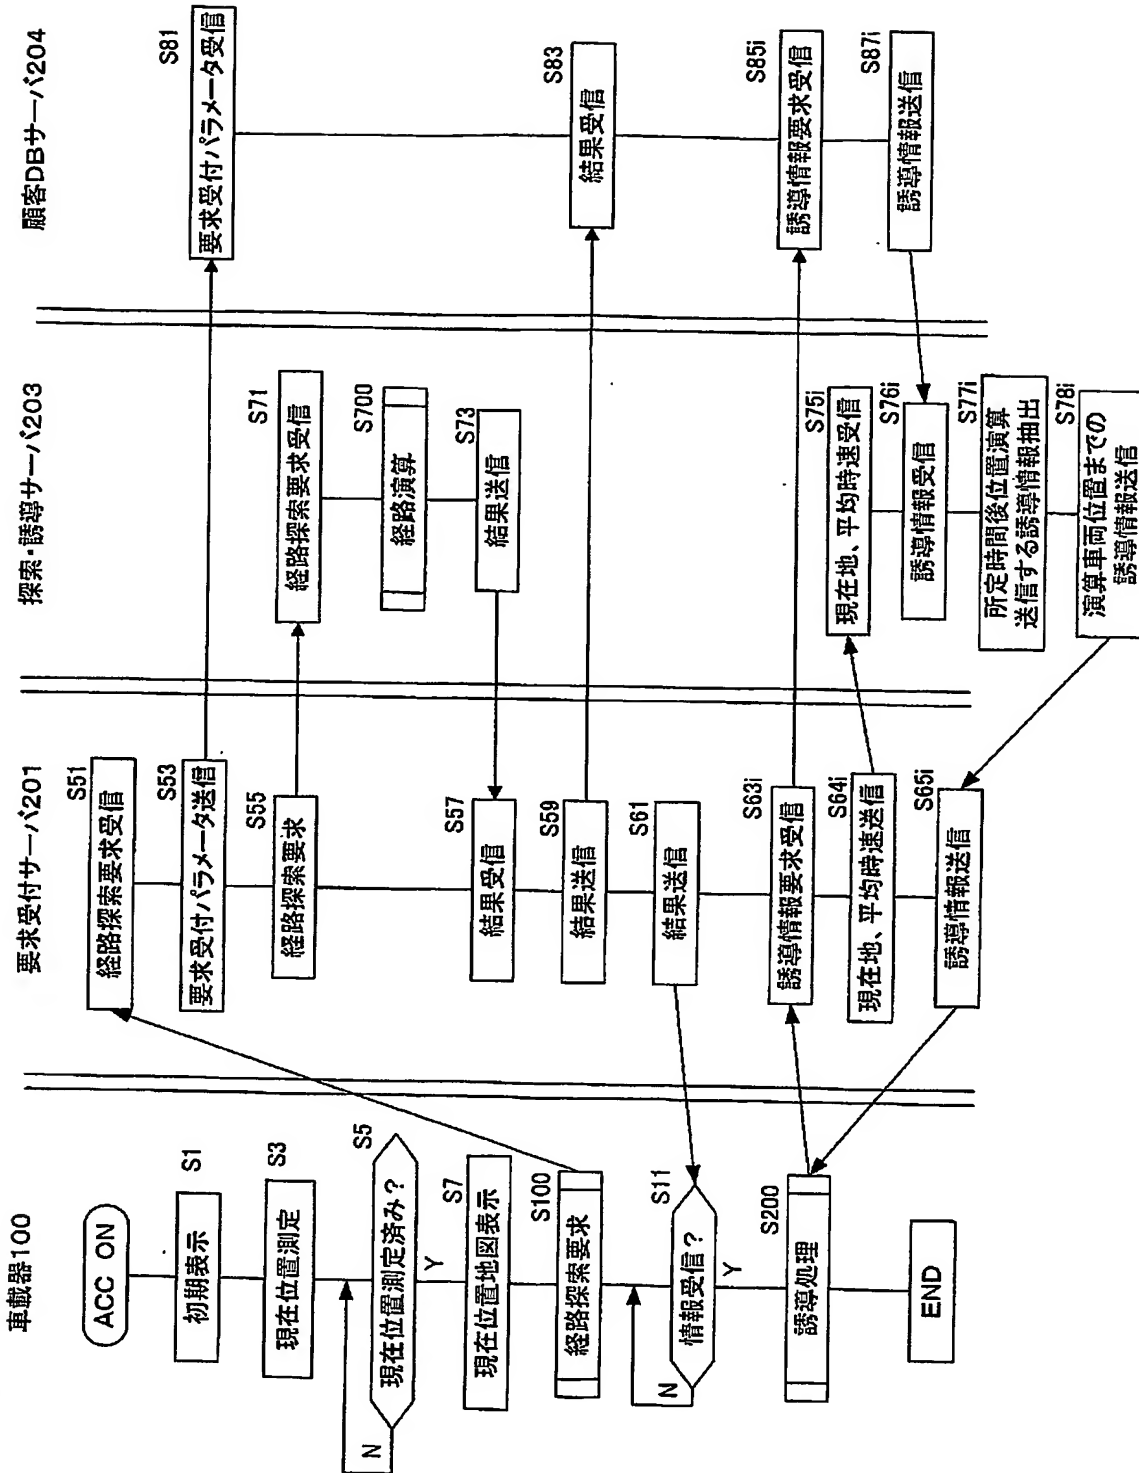 車載器100
ACC ON
初期表示
S1
現在位置測定
S3
現在位置測定済み?
S5
N
Y
現在位置地図表示
S7
経路探索要求
S100
情報受信?
S11
N
Y
誘導処理
S200
END
要求受付サーバ201
経路探索要求受信
S51
要求受付パラメータ送信
S53
経路探索要求
S55
結果受信
S57
結果送信
S59
結果送信
S61
誘導情報要求受信
S63i
現在地、平均時速送信
S64i
誘導情報送信
S65i
探索・誘導サーバ203
経路探索要求受信
S71
経路演算
S700
結果送信
S73
現在地、平均時速受信
S75i
誘導情報受信
S76i
所定時間後位置演算
送信する誘導情報抽出
S77i
演算車両位置までの
誘導情報送信
S78i
顧客DBサーバ204
要求受付パラメータ受信
S81
結果受信
S83
誘導情報要求受信
S85i
誘導情報送信
S87i